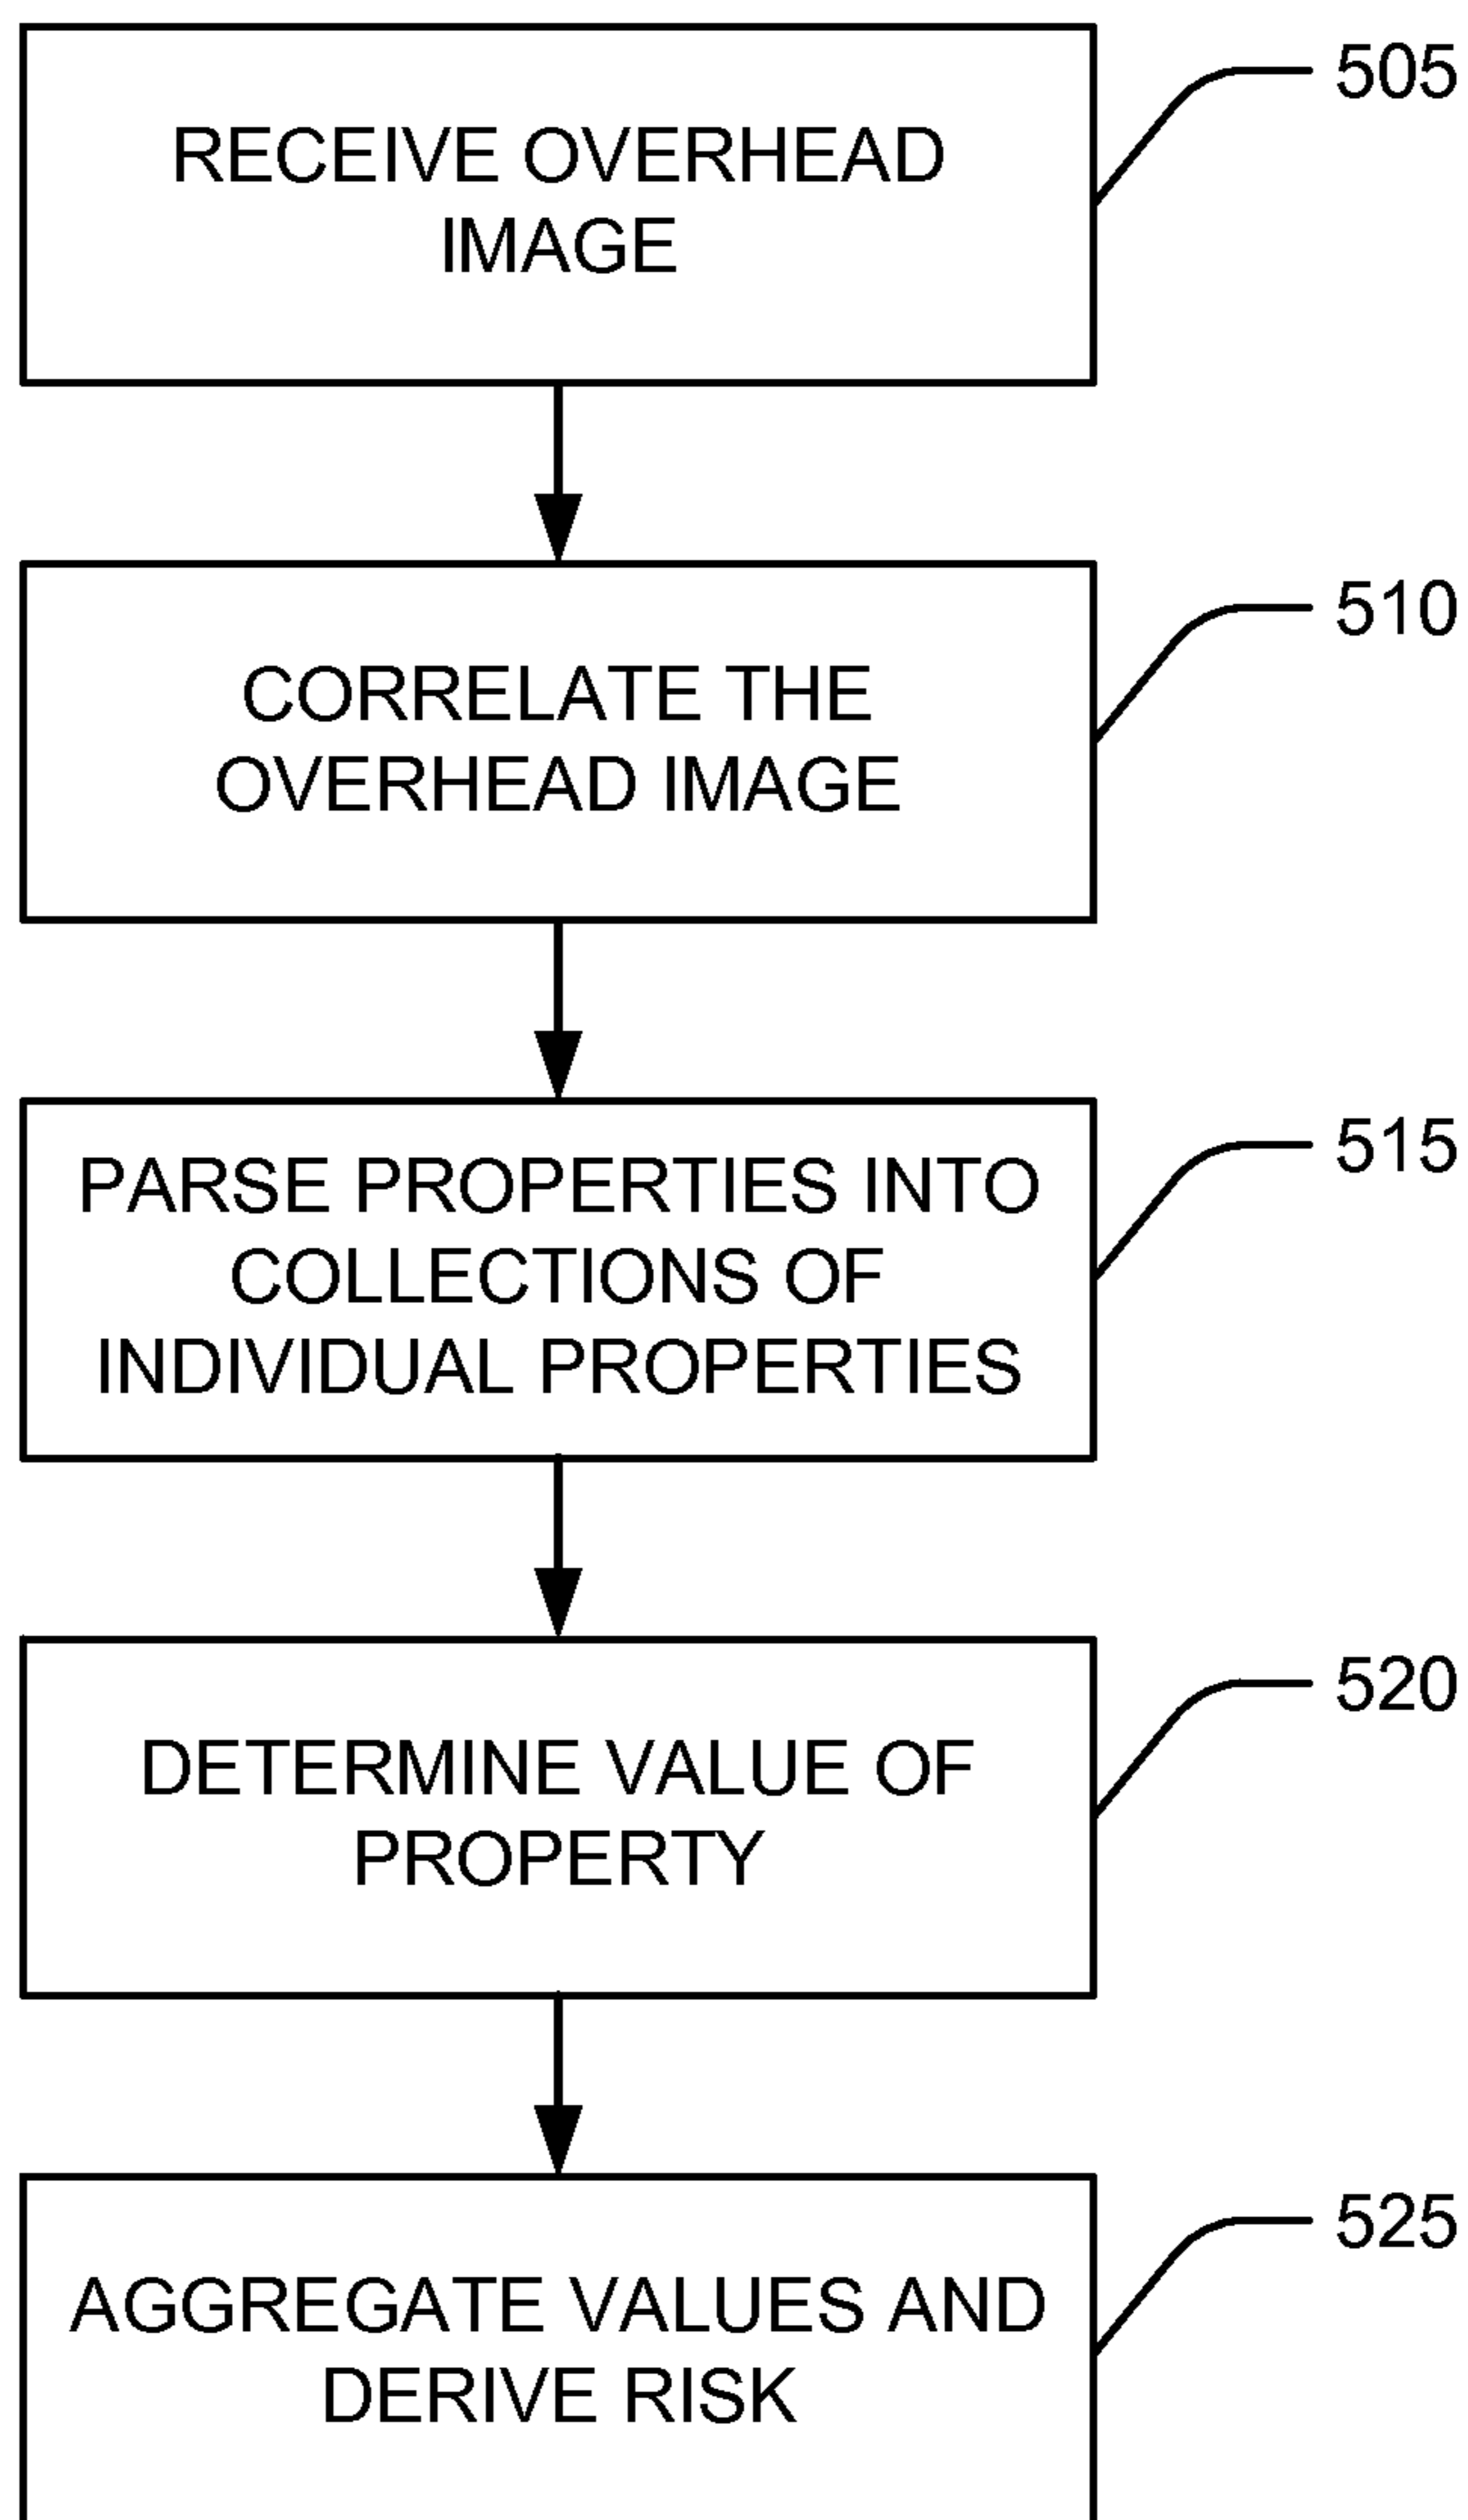 505
RECEIVE OVERHEAD
IMAGE
510
CORRELATE THE
OVERHEAD IMAGE
515
PARSE PROPERTIES INTO
COLLECTIONS OF
INDIVIDUAL PROPERTIES
520
DETERMINE VALUE OF
PROPERTY
525
AGGREGATE VALUES AND
DERIVE RISK